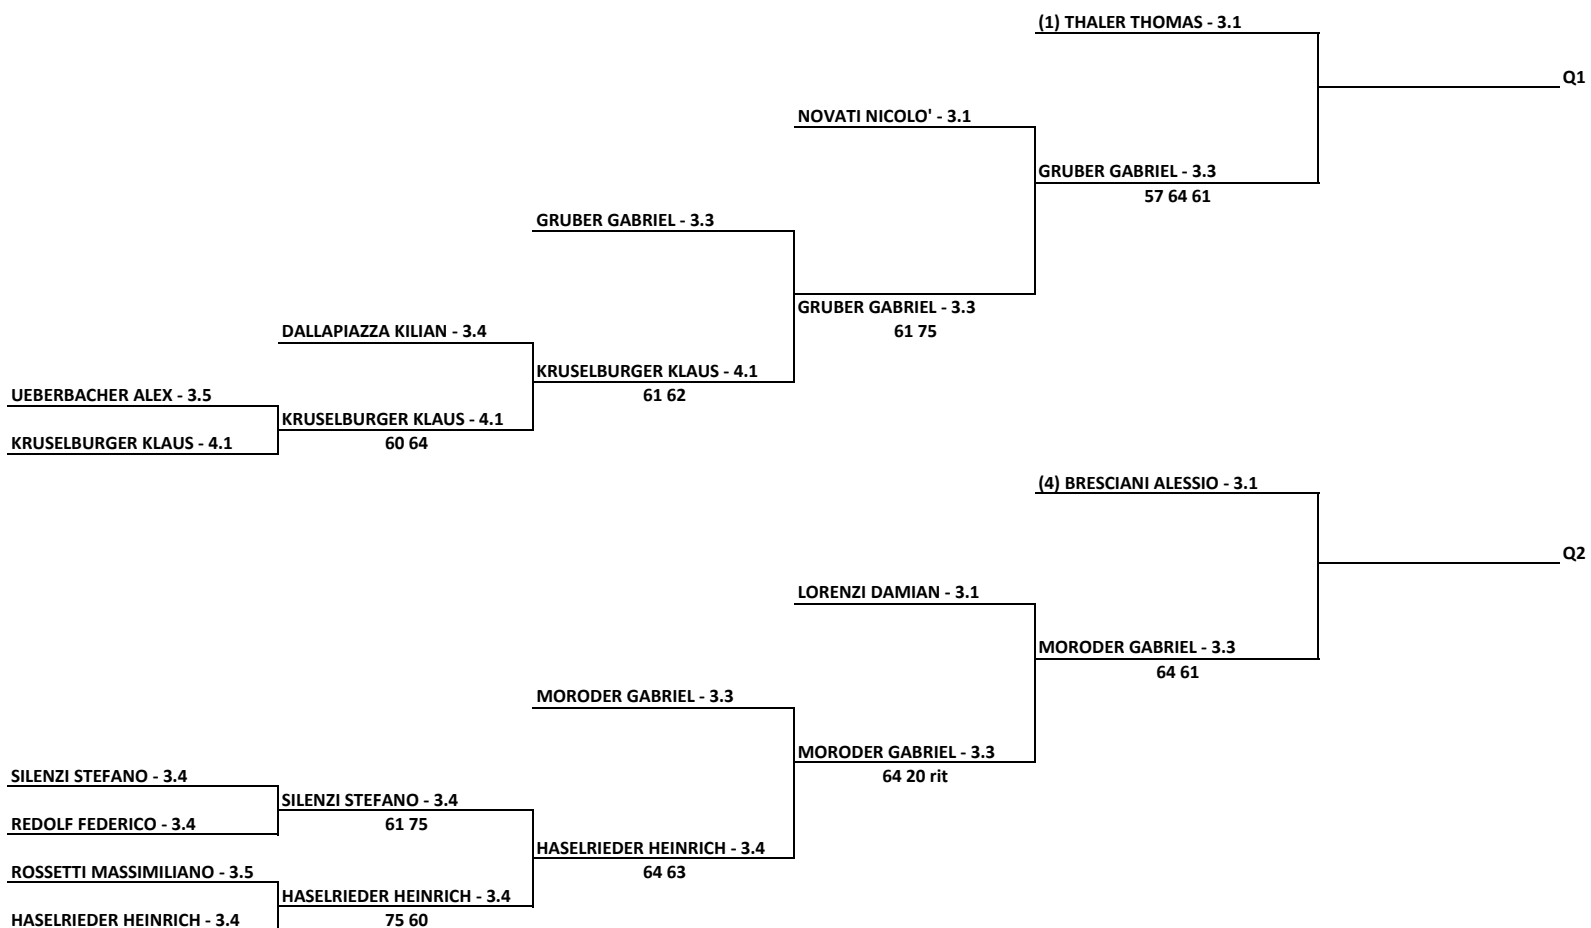 (1) THALER THOMAS - 3.1
Q1
NOVATI NICOLO' - 3.1
GRUBER GABRIEL - 3.3
57 64 61
GRUBER GABRIEL - 3.3
GRUBER GABRIEL - 3.3
61 75
DALLAPIAZZA KILIAN - 3.4
KRUSELBURGER KLAUS - 4.1
61 62
UEBERBACHER ALEX - 3.5
KRUSELBURGER KLAUS - 4.1
60 64
KRUSELBURGER KLAUS - 4.1
(4) BRESCIANI ALESSIO - 3.1
Q2
LORENZI DAMIAN - 3.1
MORODER GABRIEL - 3.3
64 61
MORODER GABRIEL - 3.3
MORODER GABRIEL - 3.3
64 20 rit
SILENZI STEFANO - 3.4
SILENZI STEFANO - 3.4
61 75
REDOLF FEDERICO - 3.4
HASELRIEDER HEINRICH - 3.4
64 63
ROSSETTI MASSIMILIANO - 3.5
HASELRIEDER HEINRICH - 3.4
75 60
HASELRIEDER HEINRICH - 3.4